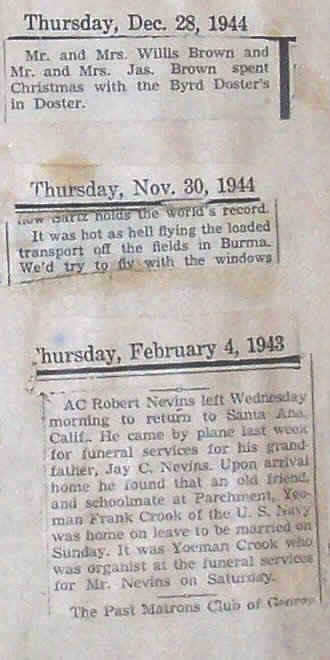 Thursday, Dec. 28, 1944
Mr. and Mrs. Willis Brown and
Mr. and Mrs. Jas. Brown spent
Christmas with the Byrd Doster's
in Doster.
Thursday, Nov. 30, 1944
now Bartz holds the world's record.
It was hot as hell flying the loaded
transport off the fields in Burma.
We'd try to fly with the windows
Thursday, February 4, 1943
AC Robert Nevins left Wednesday
morning to return to Santa Ana,
Calif.. He came by plane last week
for funeral services for his grand-
father, Jay C. Nevins. Upon arrival
home he found that an old friend,
and schoolmate at Parchment, Yeo-
man Frank Crook of the U. S. Navy
was home on leave to be married on
Sunday. It was Yoeman Crook who
was organist at the funeral services
for Mr. Nevins on Saturday.
The Past Matrons Club of